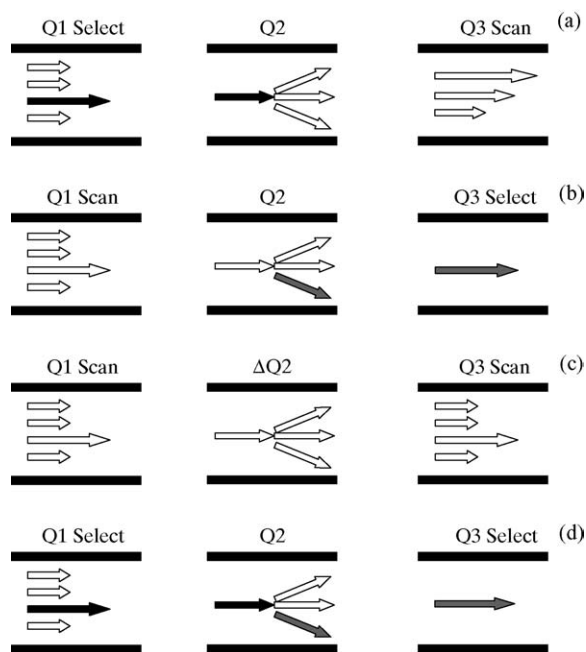 Q1 Select Q2 Q3 Scan (a)
Q1 Scan Q2 Q3 Select (b)
Q1 Scan ΔQ2 Q3 Scan (c)
Q1 Select Q2 Q3 Select (d)